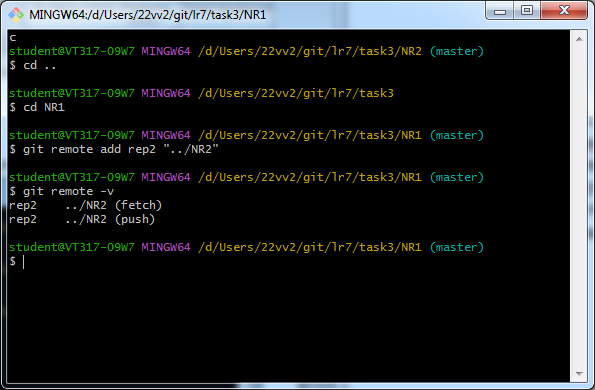 MINGW64:/d/Users/22vv2/git/lr7/task3/NR1
c
student@VT317-09W7 MINGW64 /d/Users/22vv2/git/lr7/task3/NR2 (master)
$ cd ..
student@VT317-09W7 MINGW64 /d/Users/22vv2/git/lr7/task3
$ cd NR1
student@VT317-09W7 MINGW64 /d/Users/22vv2/git/lr7/task3/NR1 (master)
$ git remote add rep2 "../NR2"
student@VT317-09W7 MINGW64 /d/Users/22vv2/git/lr7/task3/NR1 (master)
$ git remote -v
rep2    ../NR2 (fetch)
rep2    ../NR2 (push)
student@VT317-09W7 MINGW64 /d/Users/22vv2/git/lr7/task3/NR1 (master)
$